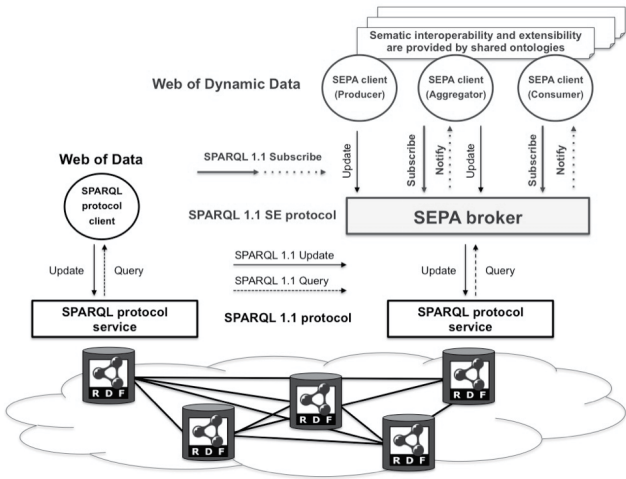 Sematic interoperability and extensibility
are provided by shared ontologies
Web of Dynamic Data
SEPA client
(Producer)
SEPA client
(Aggregator)
SEPA client
(Consumer)
Web of Data
SPARQL 1.1 Subscribe
Update
Subscribe
Notify
Update
Subscribe
Notify
SPARQL
protocol
client
SPARQL 1.1 SE protocol
SEPA broker
Update
Query
SPARQL 1.1 Update
SPARQL 1.1 Query
Update
Query
SPARQL protocol
service
SPARQL 1.1 protocol
SPARQL protocol
service
RDF
RDF
RDF
RDF
RDF